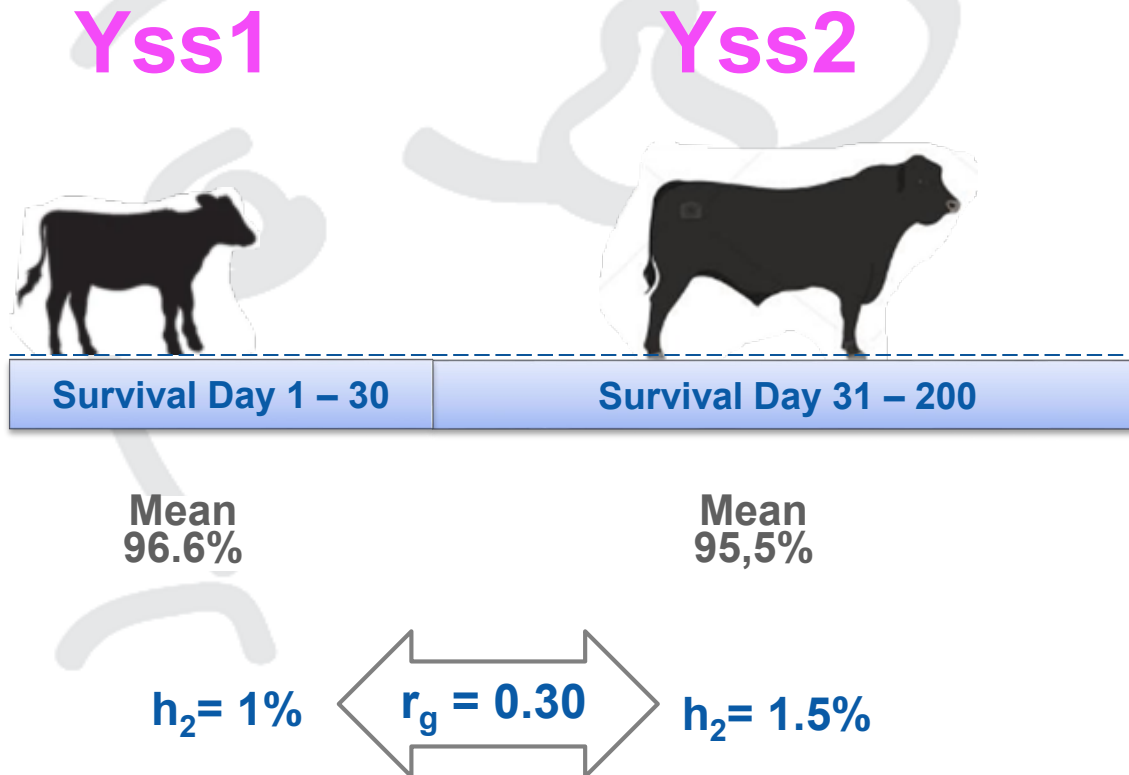 Yss1
Yss2
Survival Day 1 – 30
Survival Day 31 – 200
Mean
96.6%
Mean
95,5%
h₂= 1%
r_g = 0.30
h₂= 1.5%